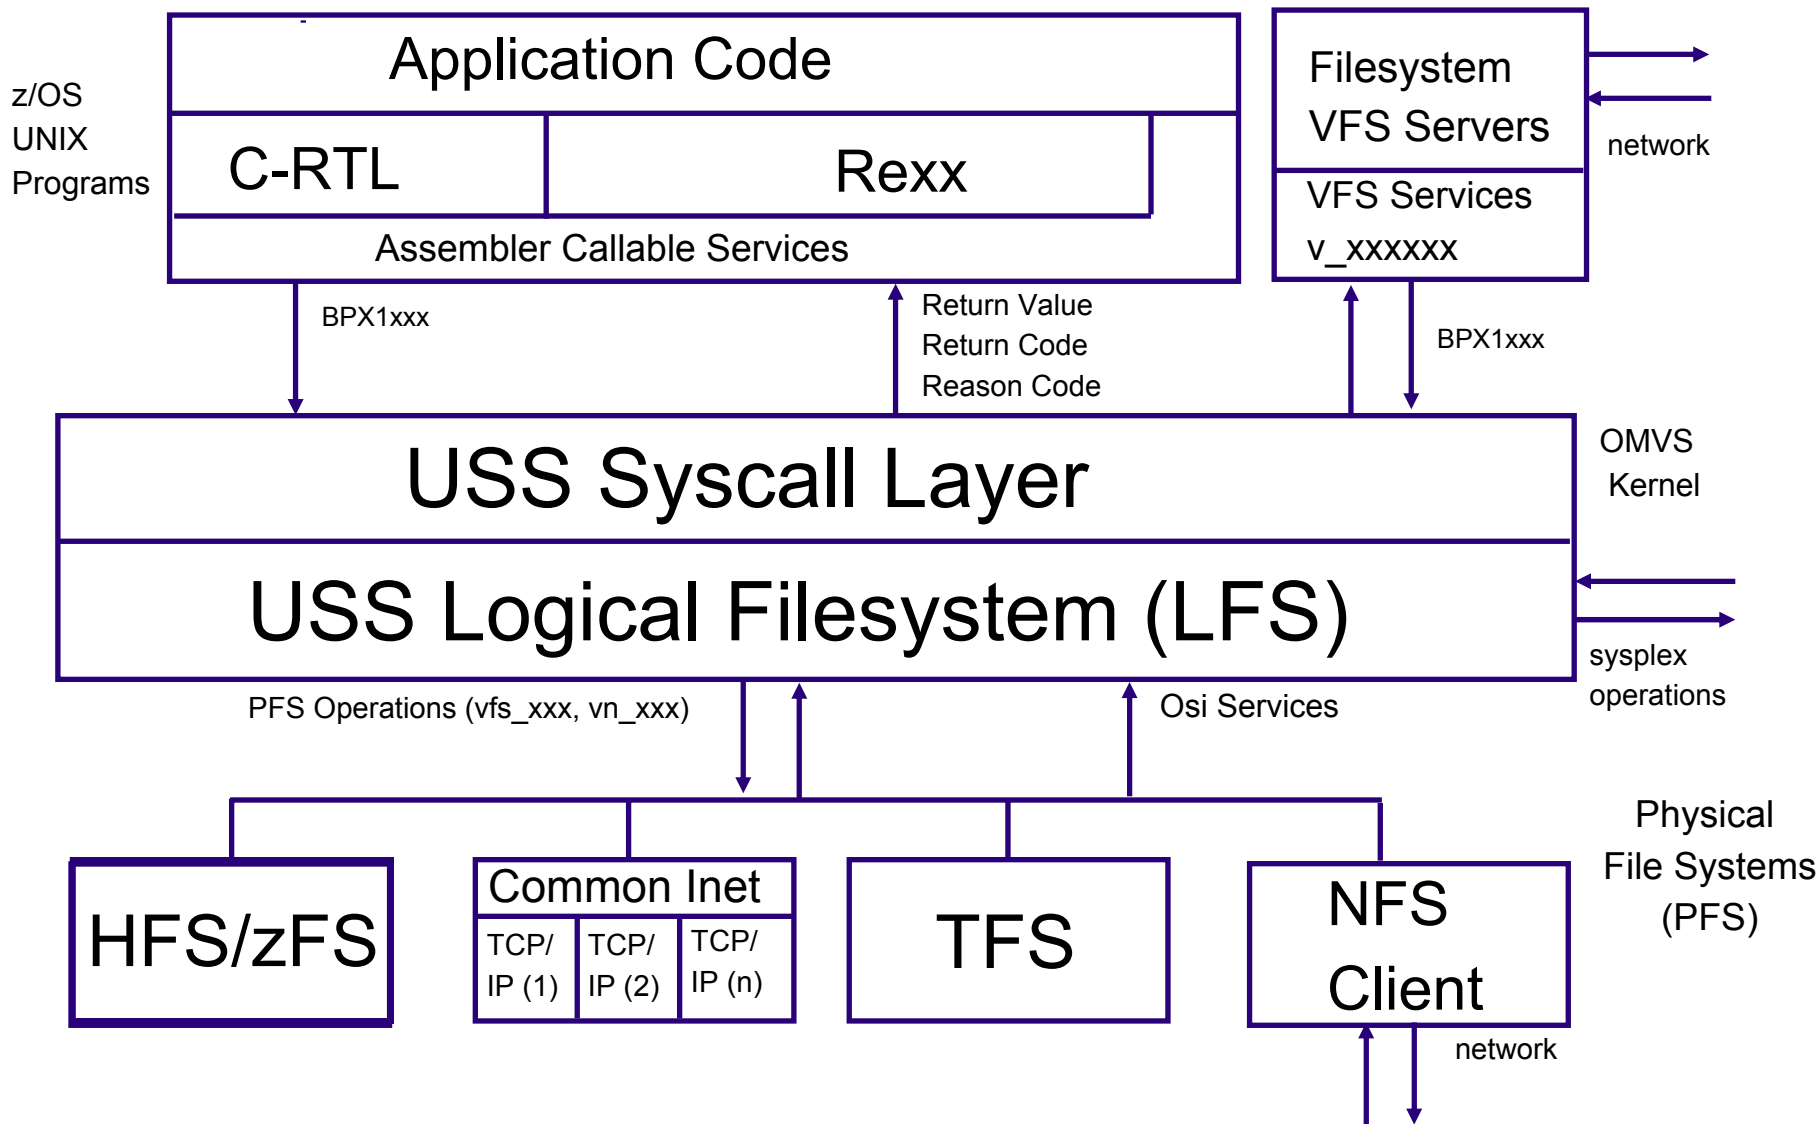 z/OS
UNIX
Programs
Application Code
C-RTL
Rexx
Assembler Callable Services
Filesystem
VFS Servers
VFS Services
v_xxxxxx
network
BPX1xxx
Return Value
Return Code
Reason Code
BPX1xxx
USS Syscall Layer
OMVS
Kernel
USS Logical Filesystem (LFS)
sysplex
operations
PFS Operations (vfs_xxx, vn_xxx)
Osi Services
Physical
File Systems
(PFS)
HFS/zFS
Common Inet
TCP/
IP (1)
TCP/
IP (2)
TCP/
IP (n)
TFS
NFS
Client
network